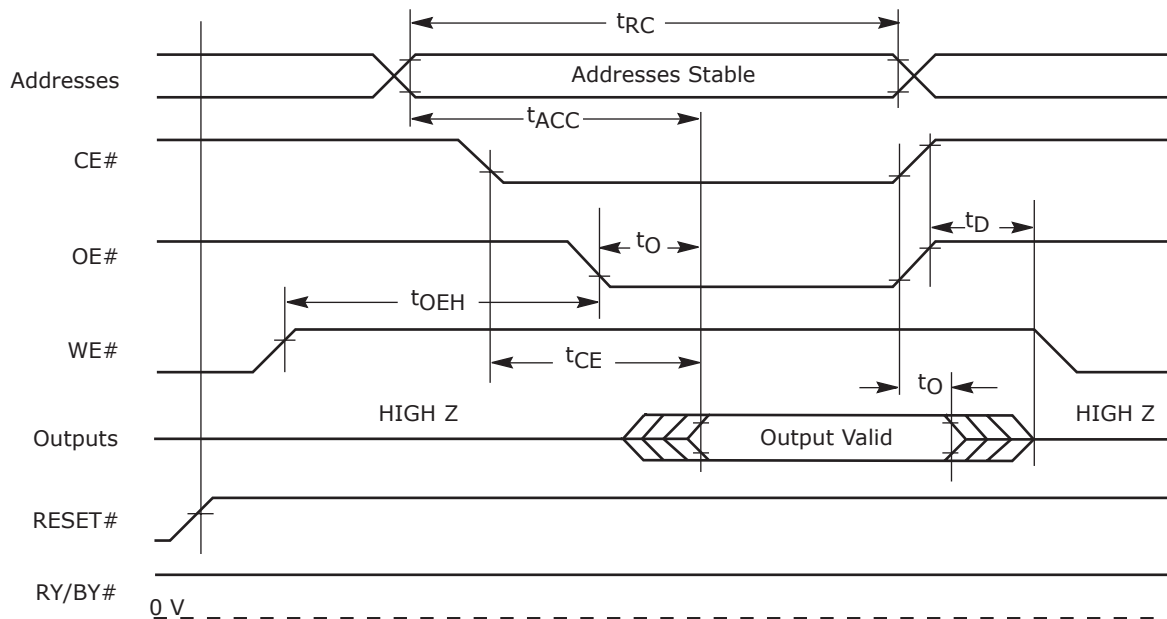 tRC
Addresses
Addresses Stable
tACC
CE#
tD
OE#
tO
tOEH
WE#
tCE
tO
HIGH Z
HIGH Z
Outputs
Output Valid
RESET#
RY/BY#
0 V